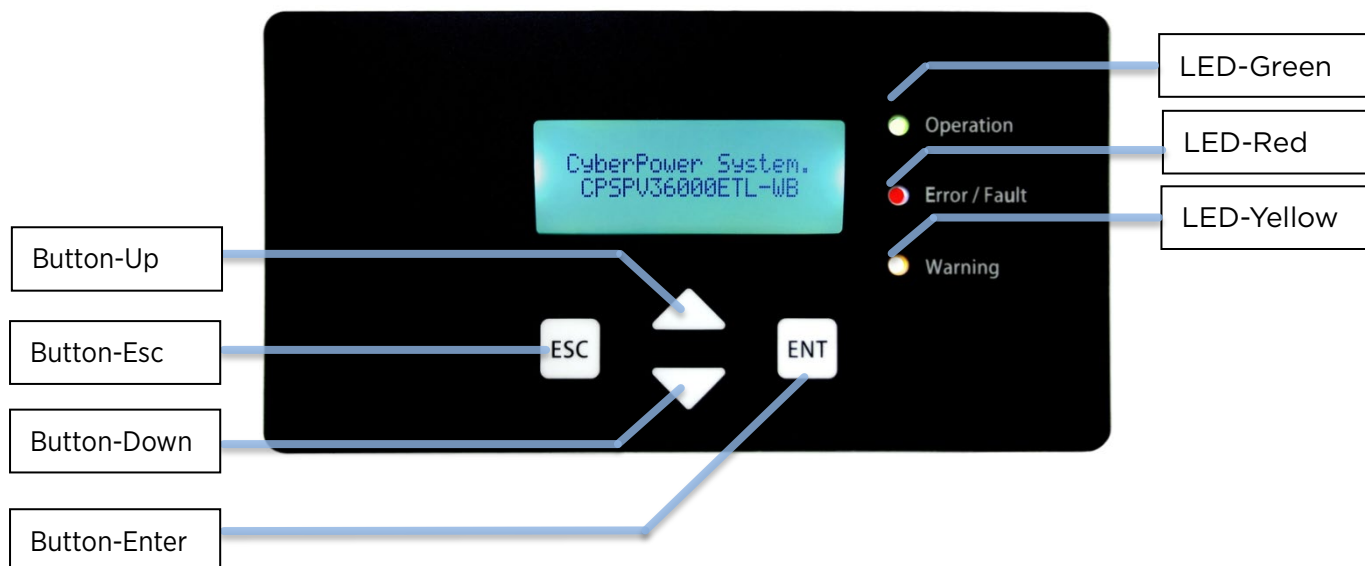 LED-Green
Operation
LED-Red
CyberPower System.
CPSPV36000ETL-WB
Error / Fault
LED-Yellow
Button-Up
Warning
Button-Esc
ESC
ENT
Button-Down
Button-Enter